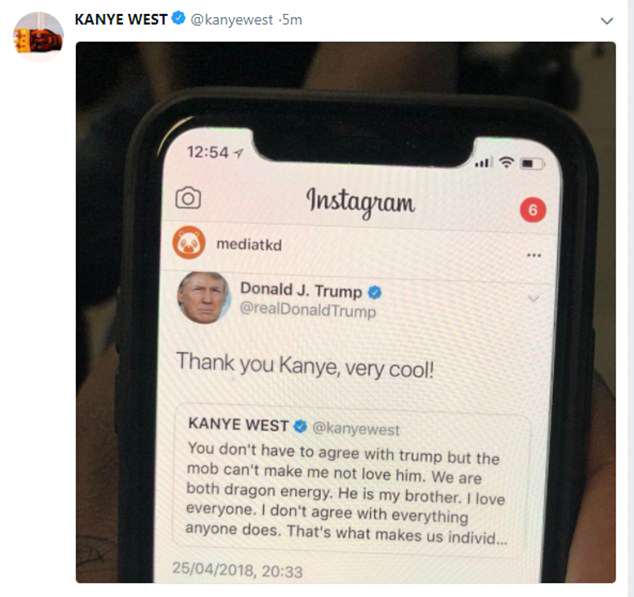 KANYE WEST @kanyewest ·5m
12:54
Instagram
6
mediatkd
...
Donald J. Trump
@realDonaldTrump
Thank you Kanye, very cool!
KANYE WEST @kanyewest
You don't have to agree with trump but the
mob can't make me not love him. We are
both dragon energy. He is my brother. I love
everyone. I don't agree with everything
anyone does. That's what makes us individ...
25/04/2018, 20:33